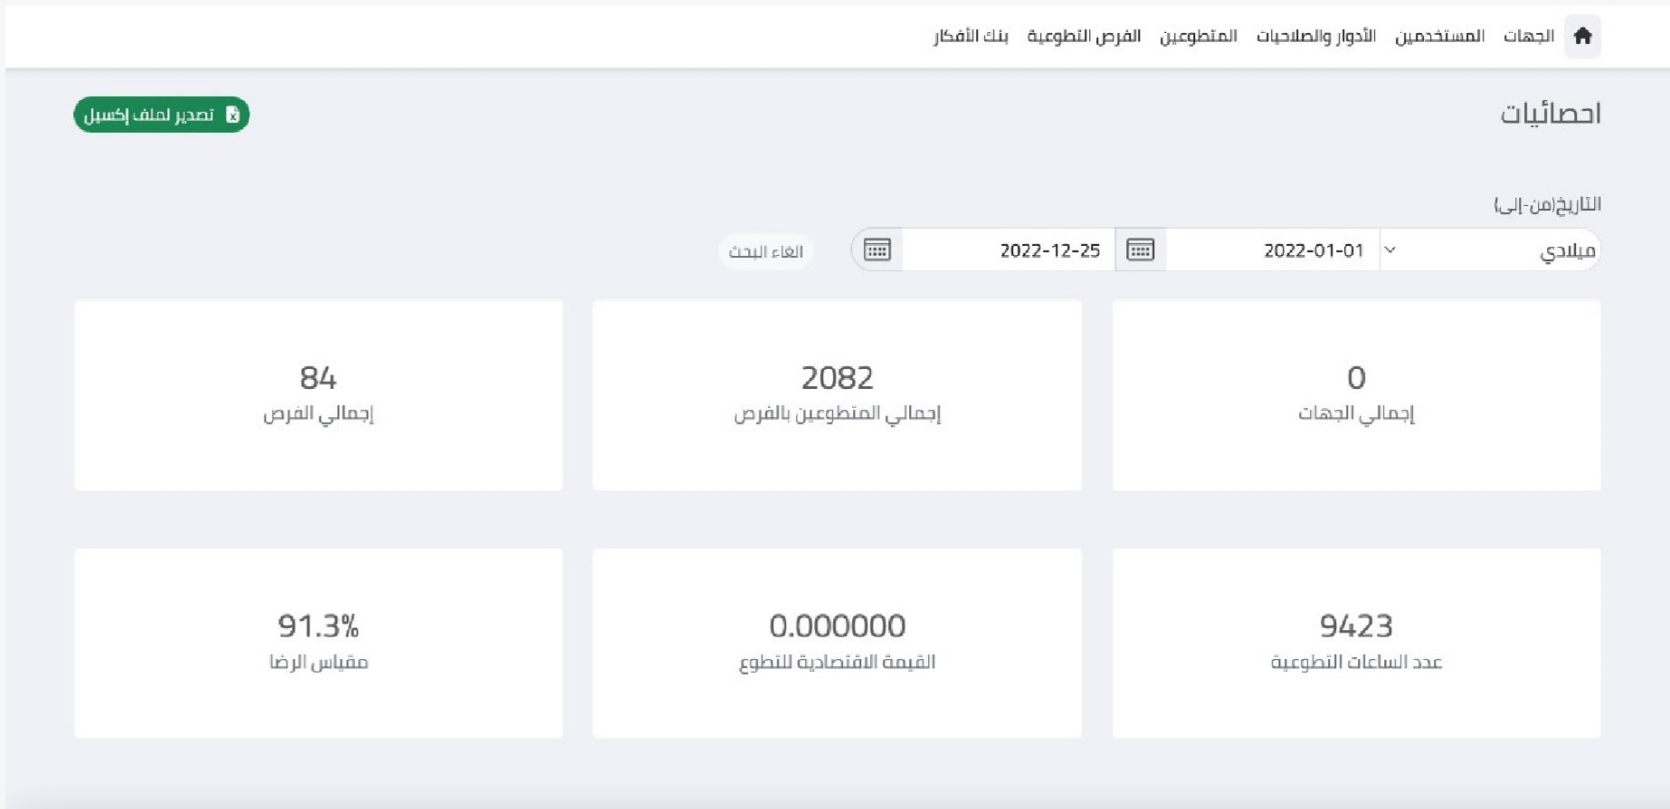 الجهات المستخدمين الأدوار والصلاحيات المتطوعين الفرص التطوعية بنك الأفكار
احصائيات
تصدير لملف إكسيل
التاريخ(من-إلى)
ميلادي 2022-01-01 2022-12-25 الغاء البحث
0
إجمالي الجهات
2082
إجمالي المتطوعين بالفرص
84
إجمالي الفرص
9423
عدد الساعات التطوعية
0.000000
القيمة الاقتصادية للتطوع
91.3%
مقياس الرضا